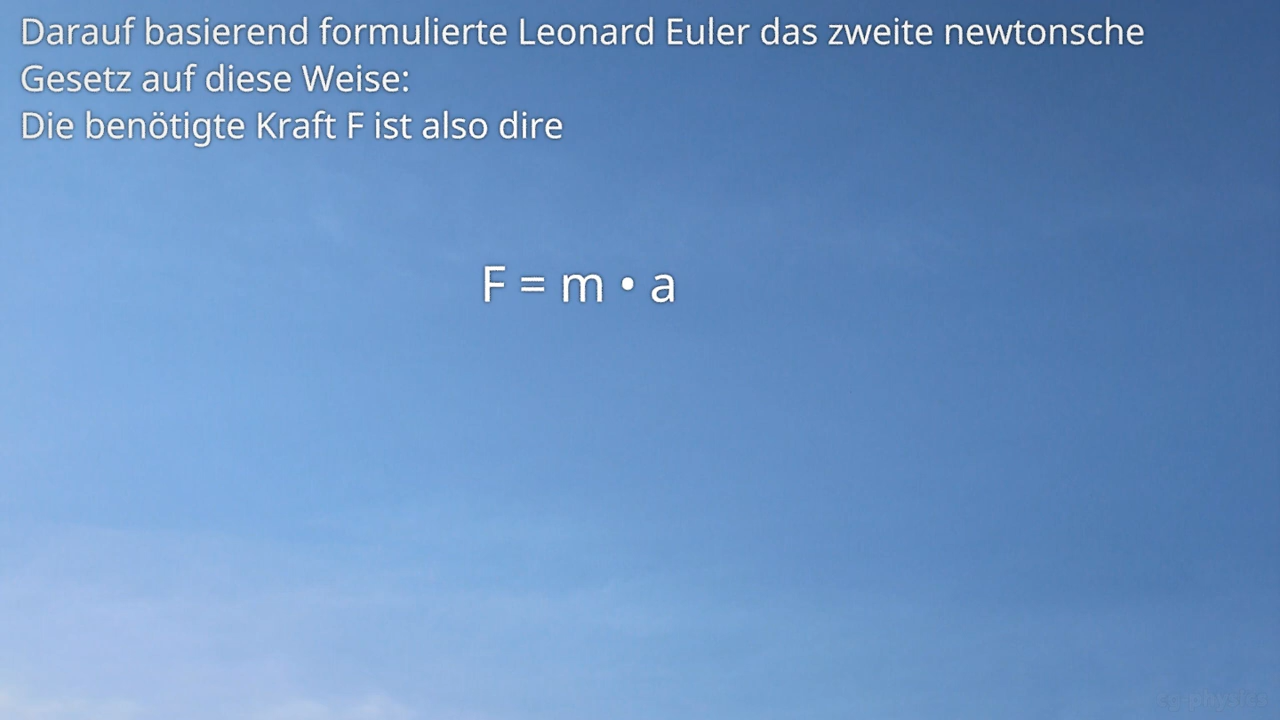 Darauf basierend formulierte Leonard Euler das zweite newtonsche
Gesetz auf diese Weise:
Die benötigte Kraft F ist also dire
F = m • a